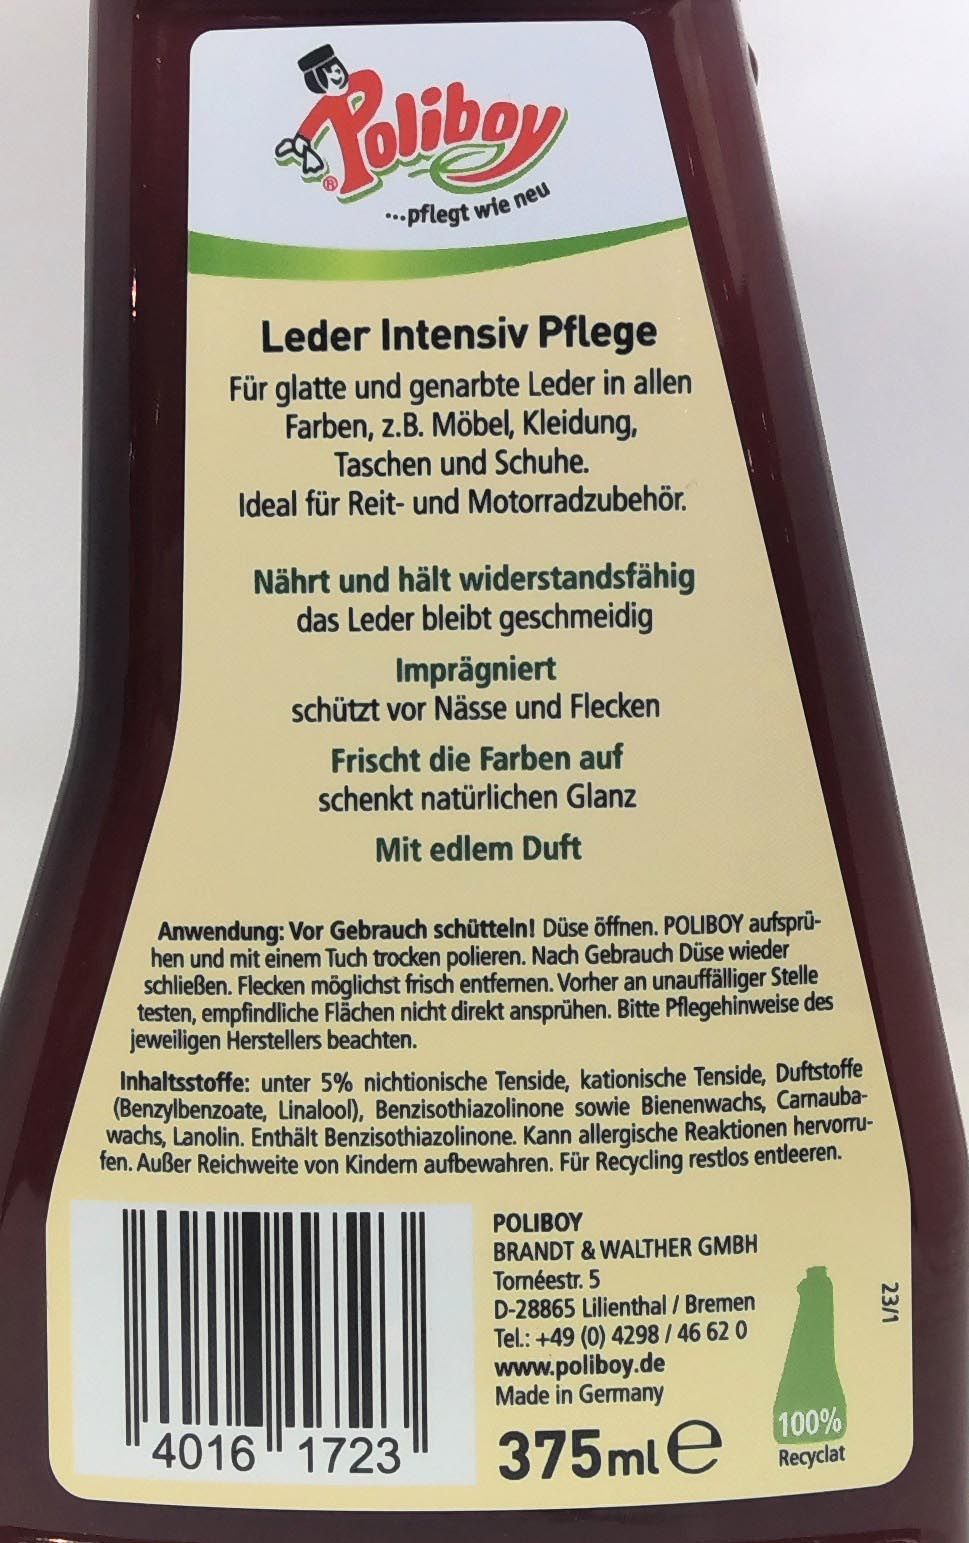 Poliboy
®
...pflegt wie neu
Leder Intensiv Pflege
Für glatte und genarbte Leder in allen
Farben, z.B. Möbel, Kleidung,
Taschen und Schuhe.
Ideal für Reit- und Motorradzubehör.
Nährt und hält widerstandsfähig
das Leder bleibt geschmeidig
Imprägniert
schützt vor Nässe und Flecken
Frischt die Farben auf
schenkt natürlichen Glanz
Mit edlem Duft
Anwendung: Vor Gebrauch schütteln! Düse öffnen. POLIBOY aufsprü-
hen und mit einem Tuch trocken polieren. Nach Gebrauch Düse wieder
schließen. Flecken möglichst frisch entfernen. Vorher an unauffälliger Stelle
testen, empfindliche Flächen nicht direkt ansprühen. Bitte Pflegehinweise des
jeweiligen Herstellers beachten.
Inhaltsstoffe: unter 5% nichtionische Tenside, kationische Tenside, Duftstoffe
(Benzylbenzoate, Linalool), Benzisothiazolinone sowie Bienenwachs, Carnauba-
wachs, Lanolin. Enthält Benzisothiazolinone. Kann allergische Reaktionen hervorru-
fen. Außer Reichweite von Kindern aufbewahren. Für Recycling restlos entleeren.
4016 1723
POLIBOY
BRANDT & WALTHER GMBH
Tornéestr. 5
D-28865 Lilienthal / Bremen
Tel.: +49 (0) 4298 / 46 62 0
www.poliboy.de
Made in Germany
375ml e
100%
Recyclat
23/1